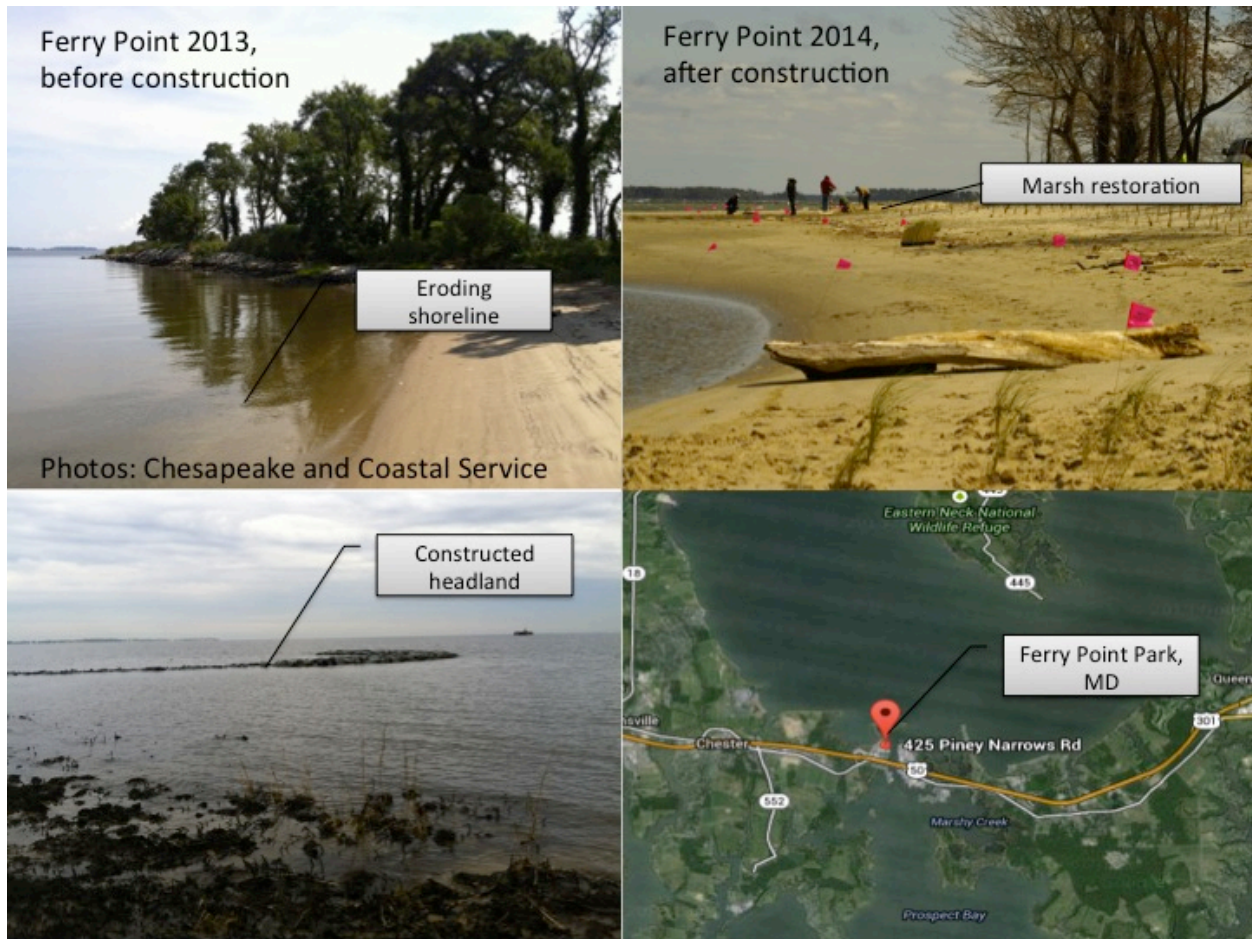 Ferry Point 2013,
before construction
Eroding
shoreline
Photos: Chesapeake and Coastal Service
Ferry Point 2014,
after construction
Marsh restoration
Constructed
headland
Eastern Neck National
Wildlife Refuge
18
445
Ferry Point Park,
MD
Queen
301
nsville
Chester
425 Piney Narrows Rd
50
552
Marshy Creek
Prospect Bay